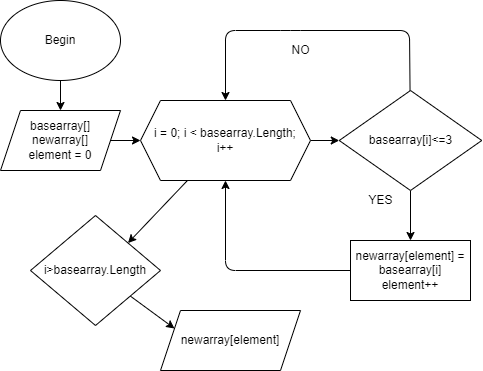 Begin
NO
basearray[]
newarray[]
element = 0
i = 0; i < basearray.Length;
i++
basearray[i]<=3
YES
newarray[element] =
basearray[i]
element++
i>basearray.Length
newarray[element]